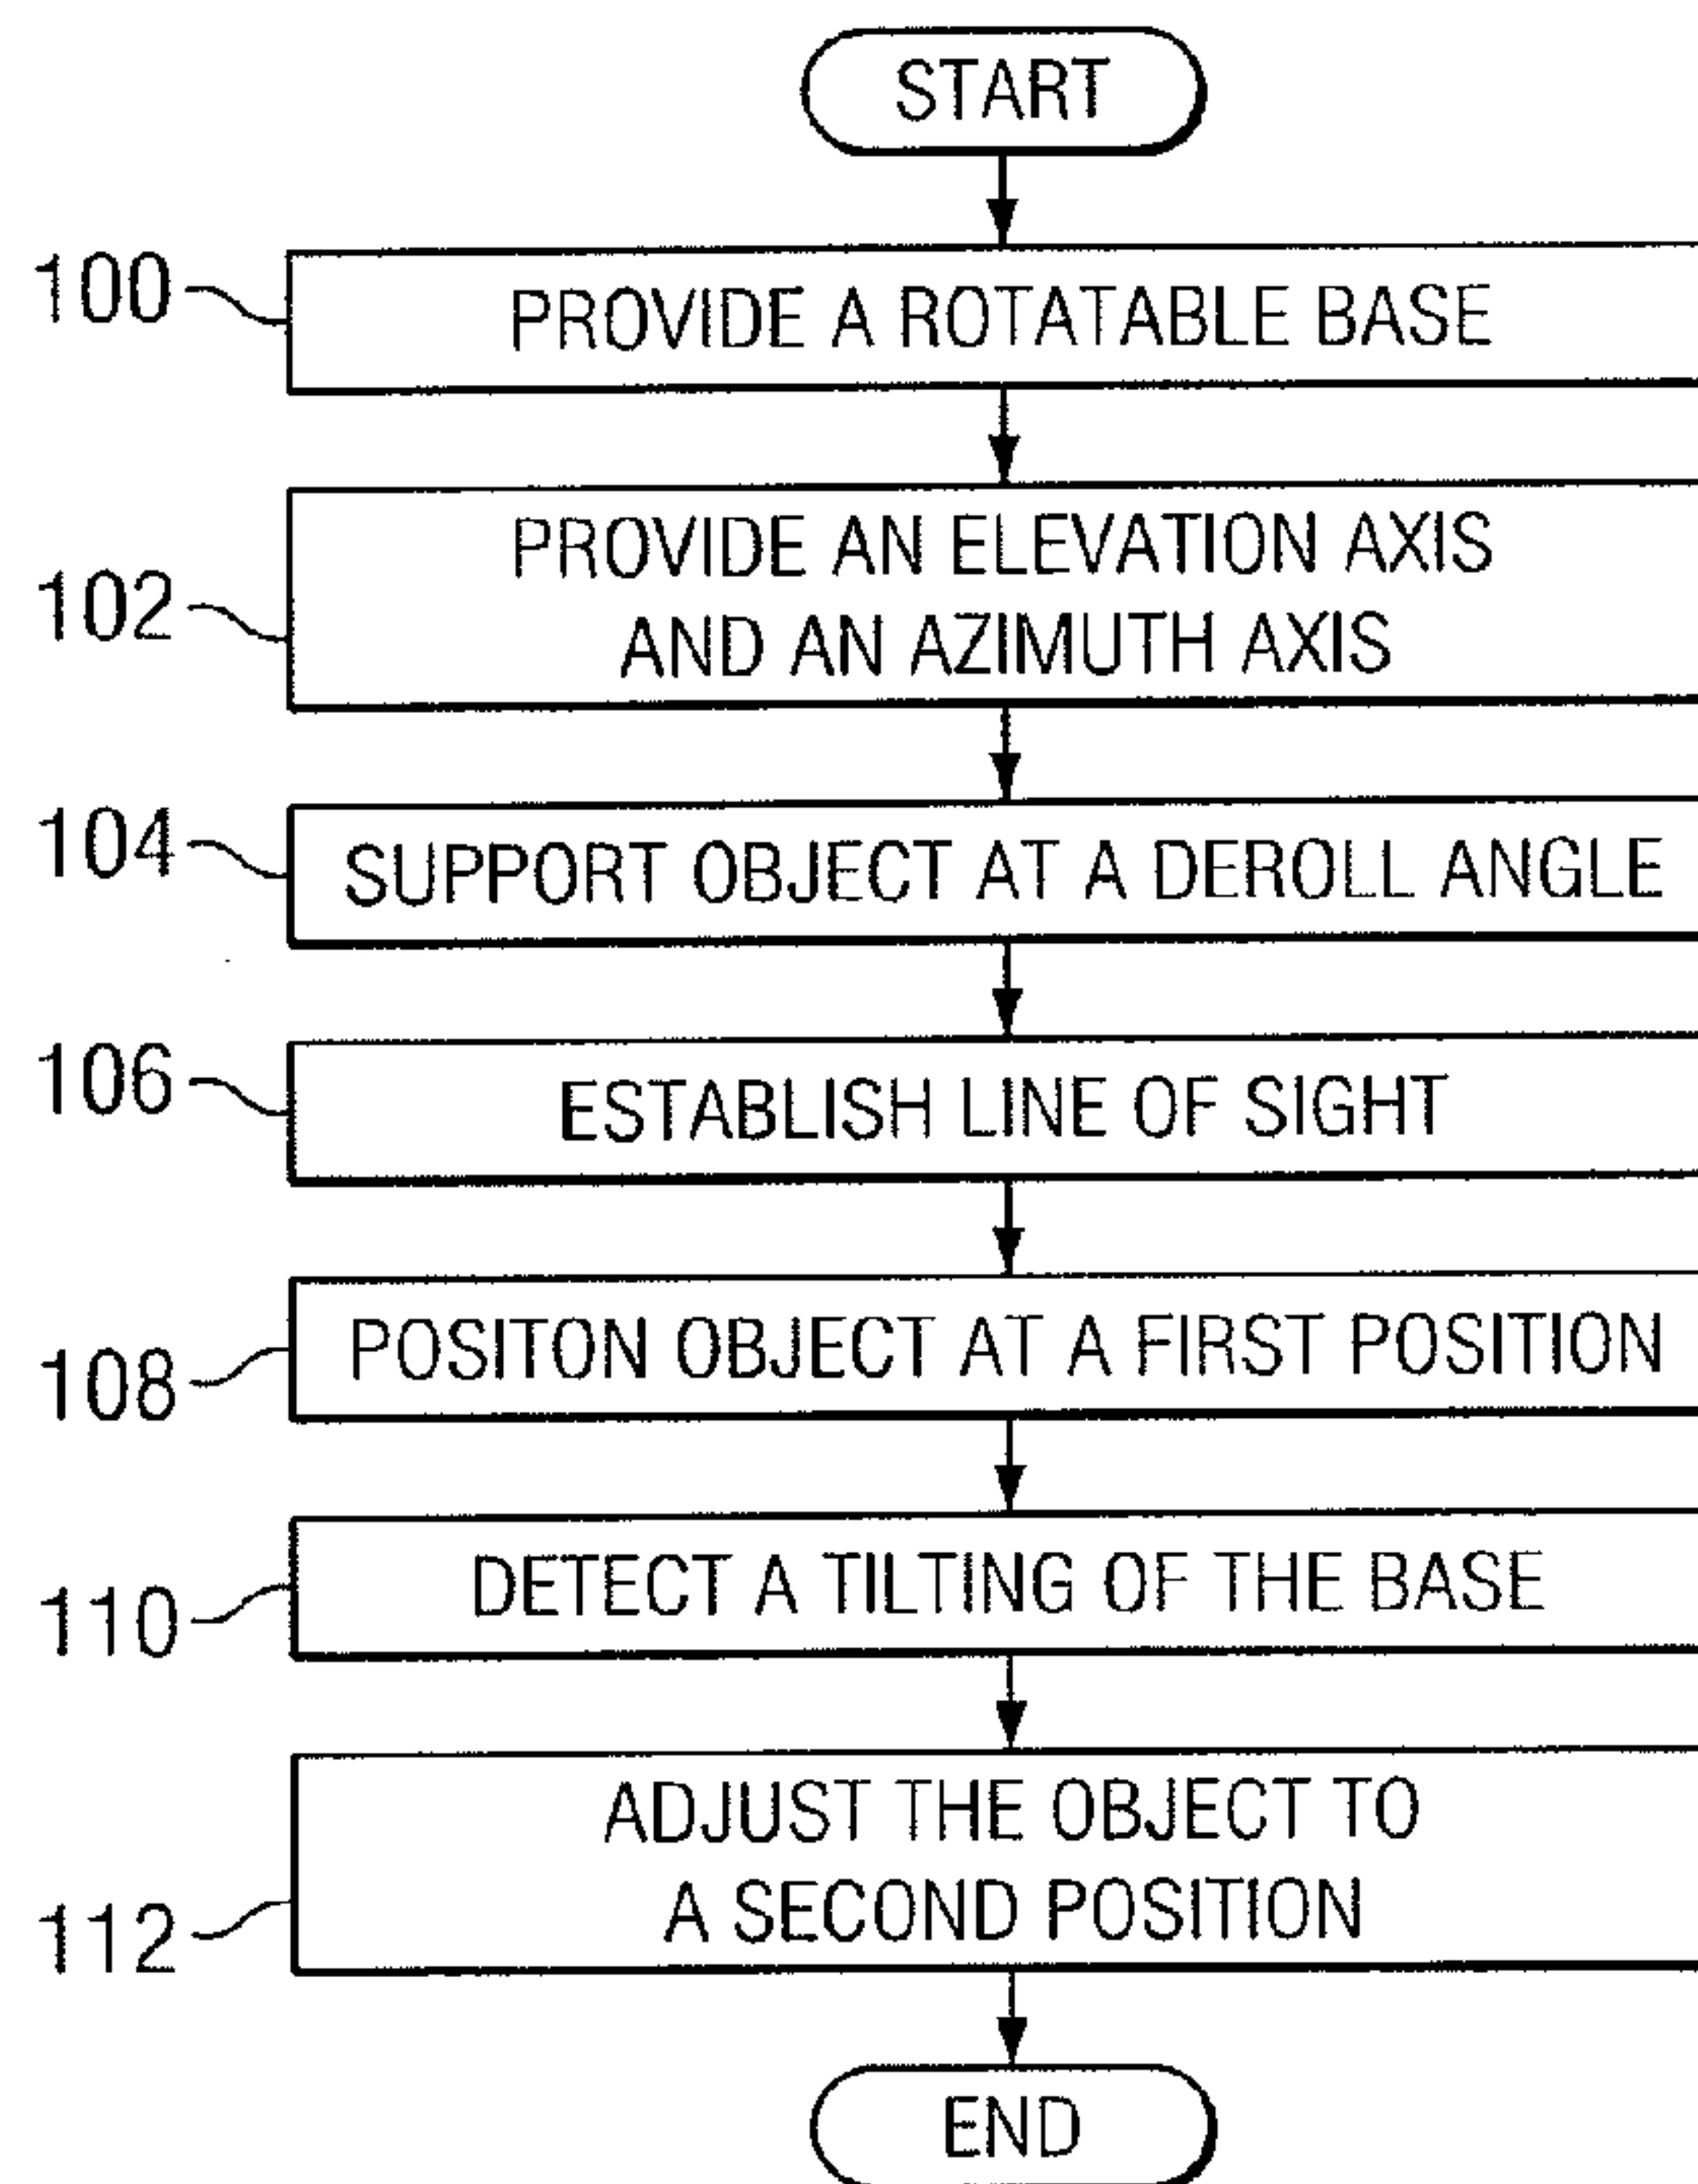 START
100
PROVIDE A ROTATABLE BASE
102
PROVIDE AN ELEVATION AXIS
AND AN AZIMUTH AXIS
104
SUPPORT OBJECT AT A DEROLL ANGLE
106
ESTABLISH LINE OF SIGHT
108
POSITON OBJECT AT A FIRST POSITION
110
DETECT A TILTING OF THE BASE
112
ADJUST THE OBJECT TO
A SECOND POSITION
END